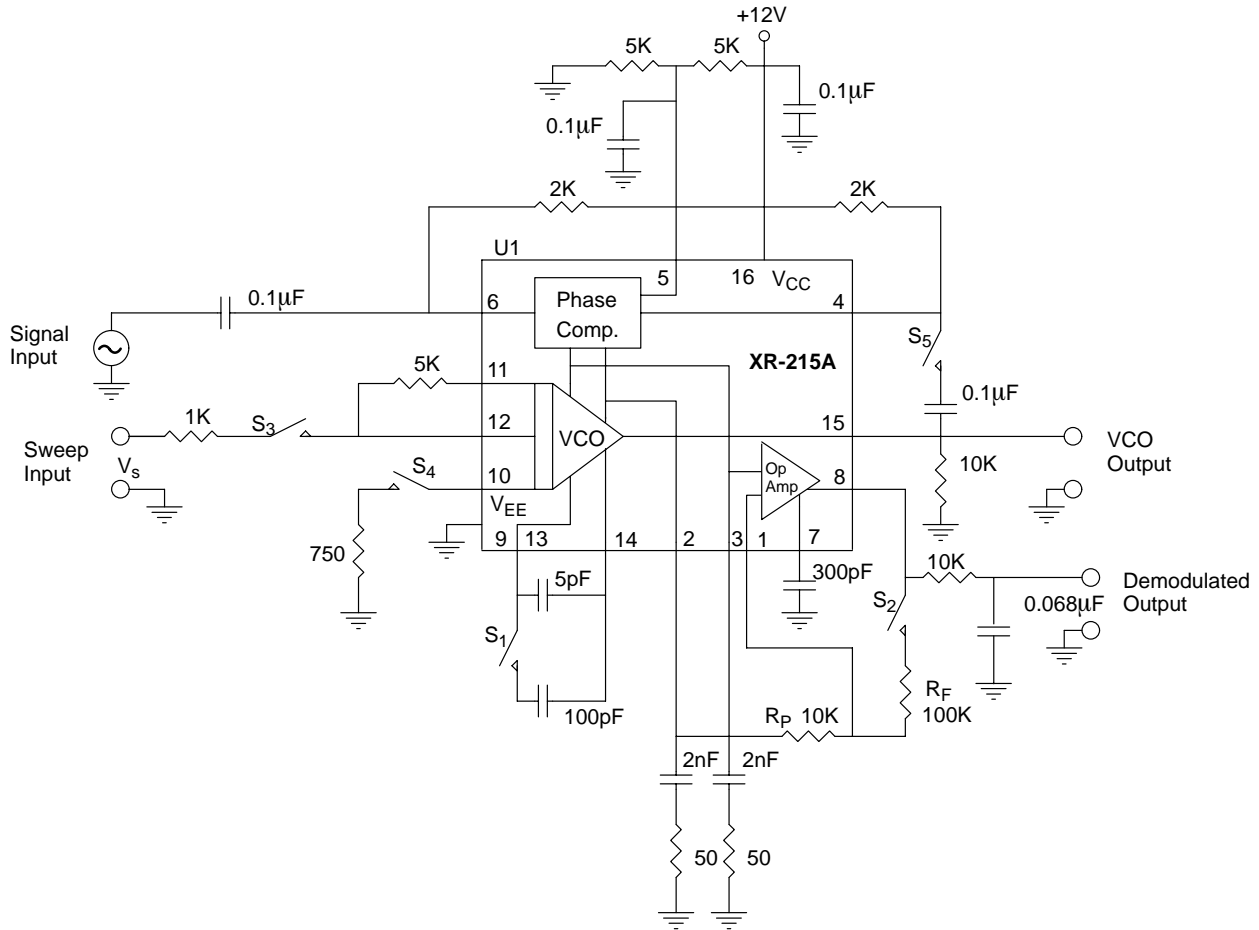 +12V
5K
5K
0.1μF
0.1μF
2K
2K
U1
5
16
VCC
0.1μF
6
Phase
Comp.
4
Signal
Input
S5
XR-215A
5K
11
0.1μF
1K
S3
12
15
VCO
VCO
Output
Sweep
Input
Vs
S4
Op
Amp
10K
10
8
VEE
9
13
14
2
3
1
7
750
5pF
300pF
10K
Demodulated
Output
S2
0.068μF
S1
RF
100K
100pF
RP
10K
2nF
2nF
50
50